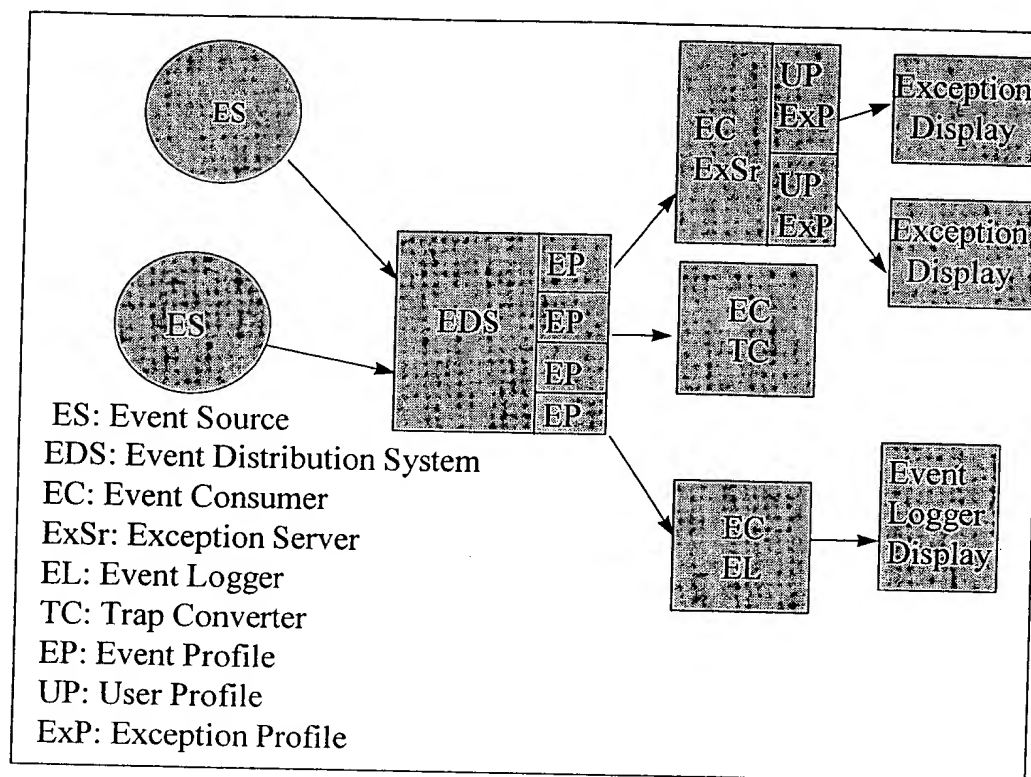 ES
ES
EDS
EP
EP
EP
EP
EC
ExSr
UP
ExP
UP
ExP
Exception
Display
Exception
Display
EC
TC
EC
EL
Event
Logger
Display
ES: Event Source
EDS: Event Distribution System
EC: Event Consumer
ExSr: Exception Server
EL: Event Logger
TC: Trap Converter
EP: Event Profile
UP: User Profile
ExP: Exception Profile